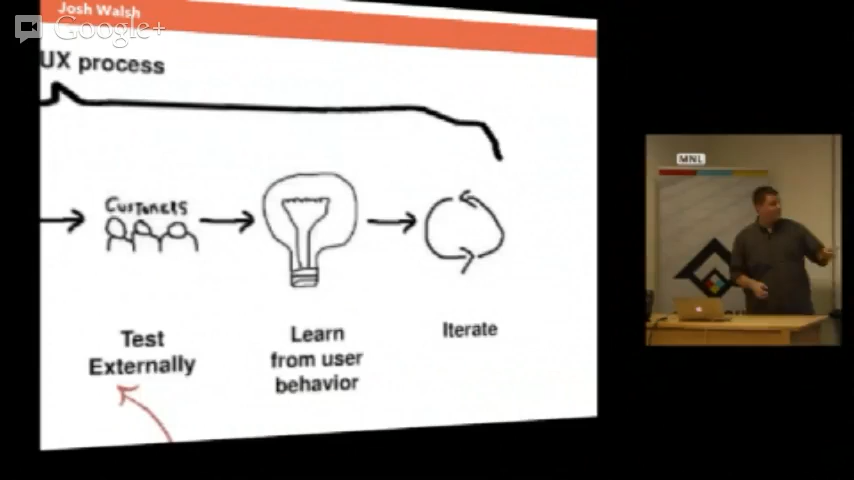 Josh Walsh
Google+
UX process
CUSTOMERS
Test
Externally
Learn
from user
behavior
Iterate
MNL